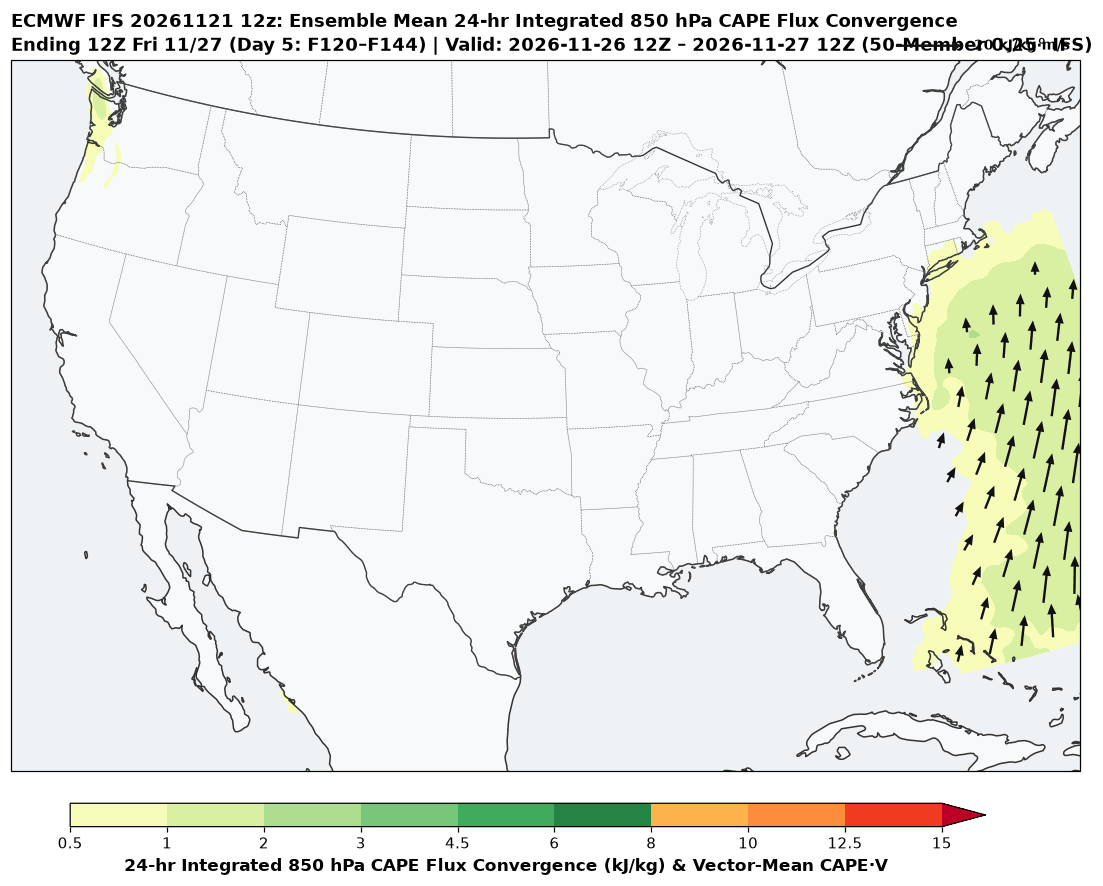 ECMWF IFS 20261121 12z: Ensemble Mean 24-hr Integrated 850 hPa CAPE Flux Convergence
Ending 12Z Fri 11/27 (Day 5: F120–F144) | Valid: 2026-11-26 12Z – 2026-11-27 12Z (50-Member 0.25° IFS)
0.5 1 2 3 4.5 6 8 10 12.5 15
24-hr Integrated 850 hPa CAPE Flux Convergence (kJ/kg) & Vector-Mean CAPE·V